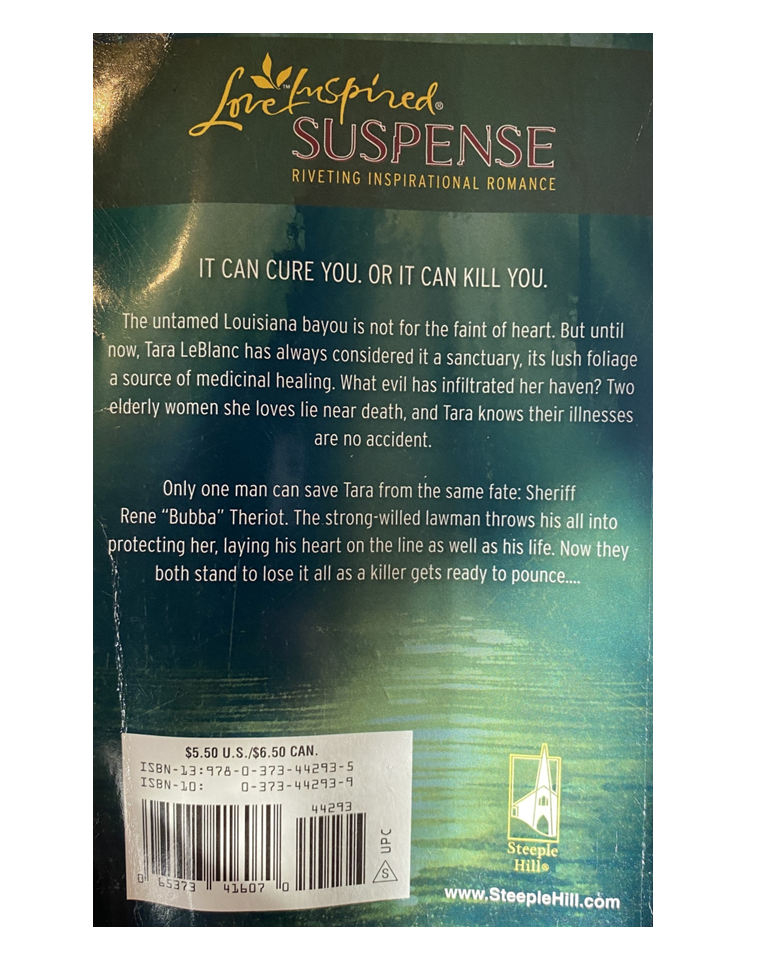 Love Inspired®
SUSPENSE
RIVETING INSPIRATIONAL ROMANCE
IT CAN CURE YOU. OR IT CAN KILL YOU.
The untamed Louisiana bayou is not for the faint of heart. But until
now, Tara LeBlanc has always considered it a sanctuary, its lush foliage
a source of medicinal healing. What evil has infiltrated her haven? Two
elderly women she loves lie near death, and Tara knows their illnesses
are no accident.
Only one man can save Tara from the same fate: Sheriff
Rene “Bubba” Theriot. The strong-willed lawman throws his all into
protecting her, laying his heart on the line as well as his life. Now they
both stand to lose it all as a killer gets ready to pounce....
$5.50 U.S./$6.50 CAN.
ISBN-13:978-0-373-44293-5
ISBN-10: 0-373-44293-9
44293
0 65373 41607 0
S UPC
Steeple
Hill®
www.SteepleHill.com